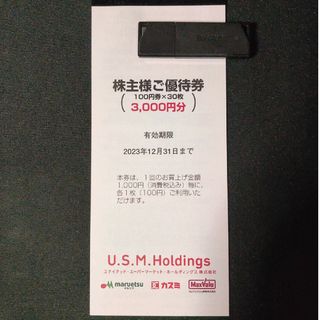 株主様ご優待券
(100円券×30枚
3,000円分)
有効期限
2023年12月31日まで
本券は、1回のお買上げ金額
1,000円(消費税込み)毎に、
各1枚(100円)ご利用いた
だけます。
U.S.M.Holdings
ユナイテッド・スーパーマーケット・ホールディングス株式会社
maruetsu カスミ MaxValu